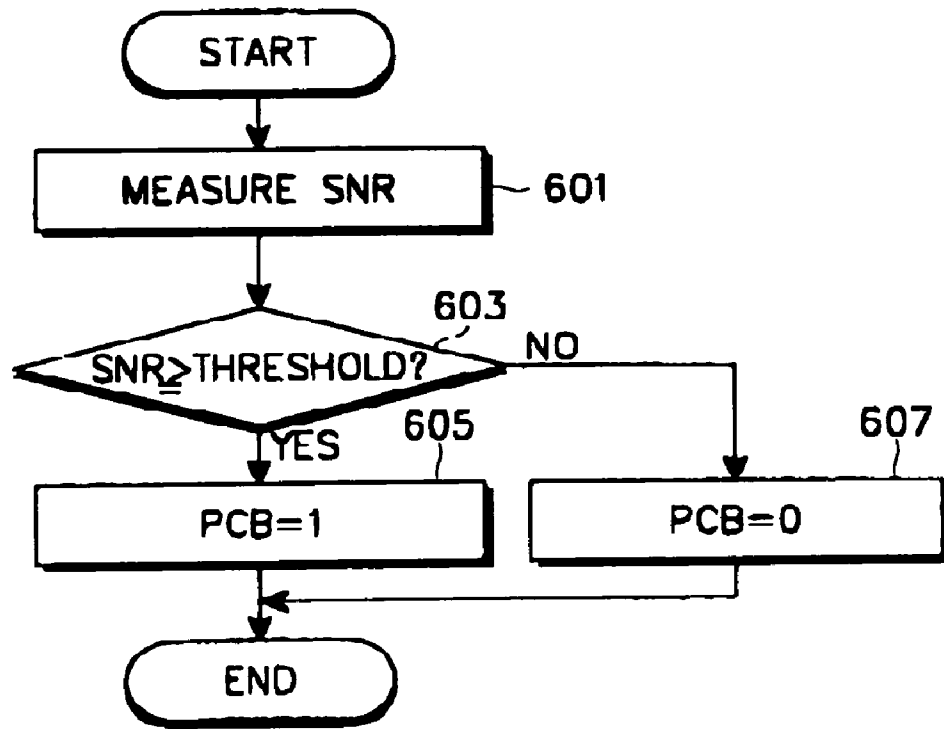 START
MEASURE SNR
601
603
SNR≥THRESHOLD?
NO
YES
605
607
PCB=1
PCB=0
END